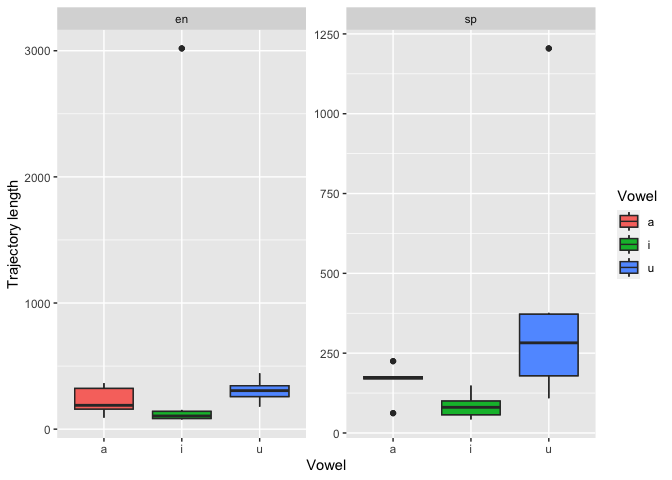 en
sp
Trajectory length
3000
2000
1000
0
1250
1000
750
500
250
0
a
i
u
a
i
u
Vowel
Vowel
a
i
u